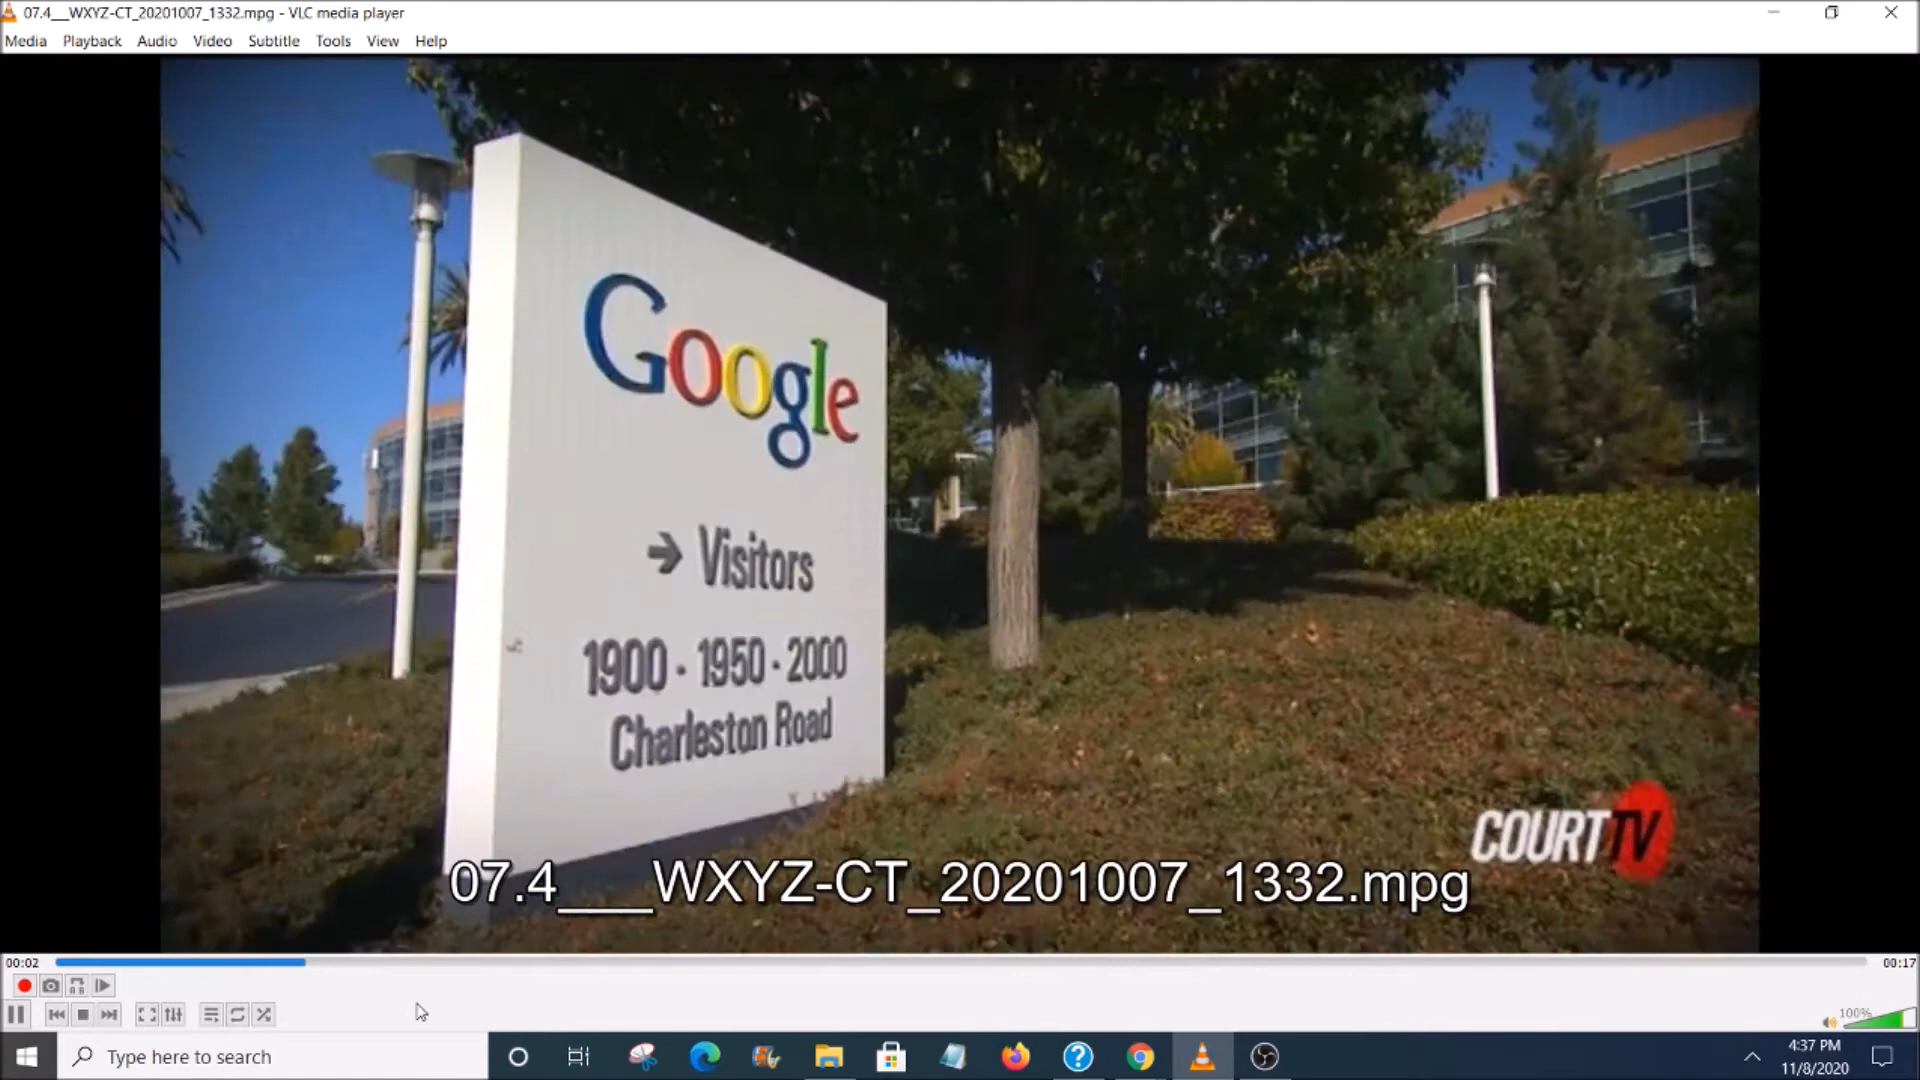 07.4___WXYZ-CT_20201007_1332.mpg - VLC media player
Media Playback Audio Video Subtitle Tools View Help
Google
→ Visitors
1900 · 1950 · 2000
Charleston Road
COURT TV
07.4___WXYZ-CT_20201007_1332.mpg
00:02
00:17
100%
Type here to search
4:37 PM
11/8/2020